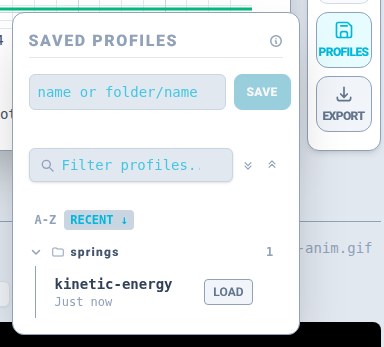 SAVED PROFILES
name or folder/name
SAVE
Filter profiles..
A-Z RECENT ↓
springs 1
kinetic-energy
Just now
LOAD
PROFILES
EXPORT
-anim.gif